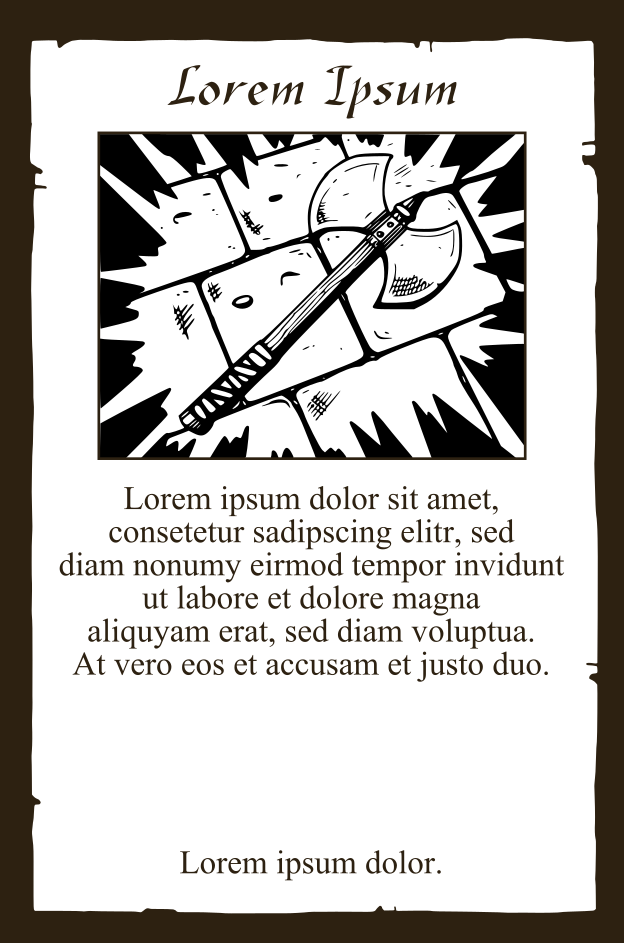 Lorem Ipsum
Lorem ipsum dolor sit amet,
consetetur sadipscing elitr, sed
diam nonumy eirmod tempor invidunt
ut labore et dolore magna
aliquyam erat, sed diam voluptua.
At vero eos et accusam et justo duo.
Lorem ipsum dolor.